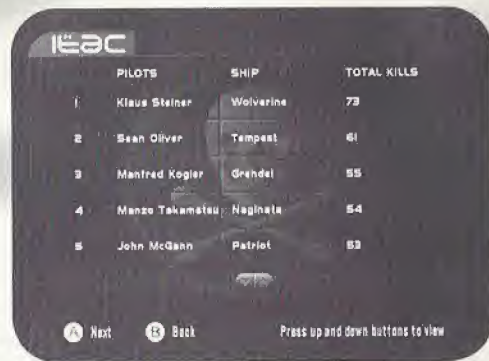 ITAC
PILOTS SHIP TOTAL KILLS
1 Klaus Steiner Wolverine 73
2 Sean Oliver Tempest 61
3 Manfred Kogler Grendel 55
4 Manzo Takamatsu Naginata 54
5 John McGann Patriot 53
A Next B Back Press up and down buttons to view